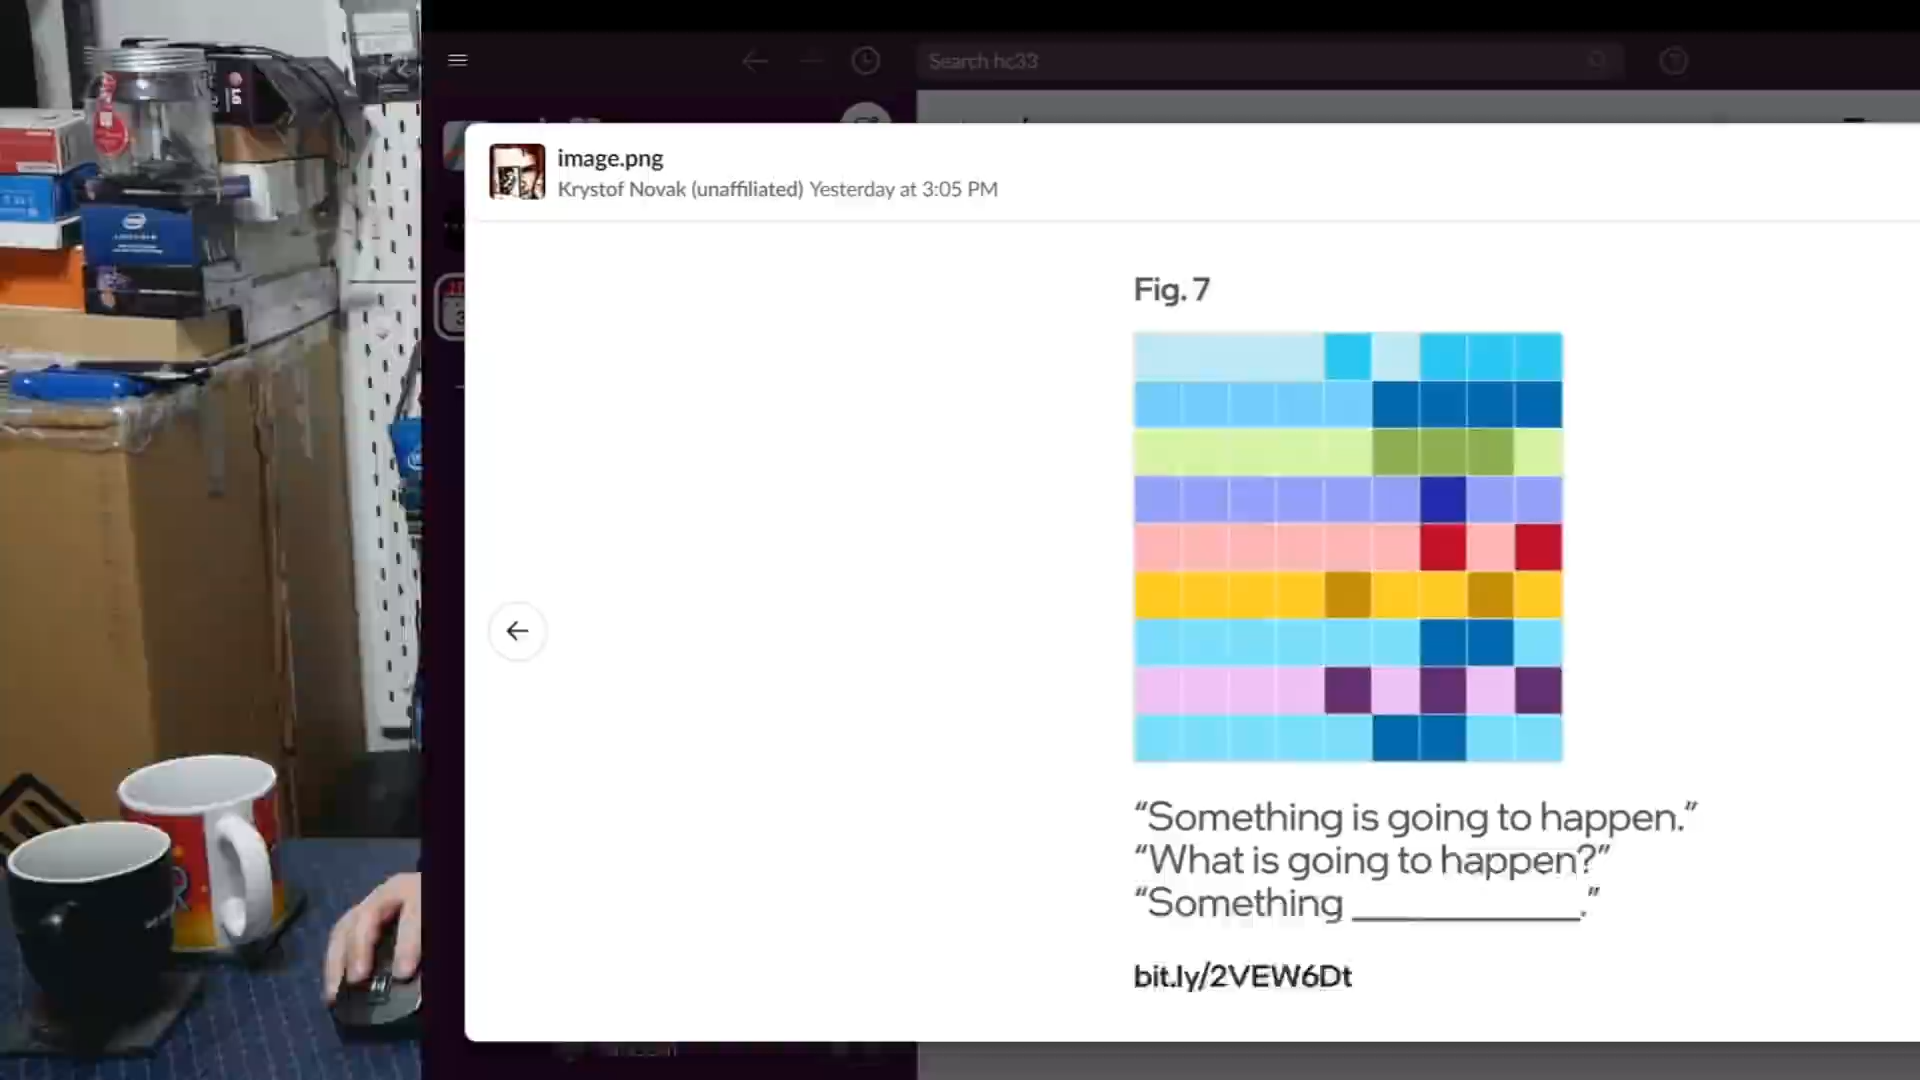 Search hc33
image.png
Krystof Novak (unaffiliated) Yesterday at 3:05 PM
Fig. 7
“Something is going to happen.”
“What is going to happen?”
“Something ____________.”
bit.ly/2VEW6Dt